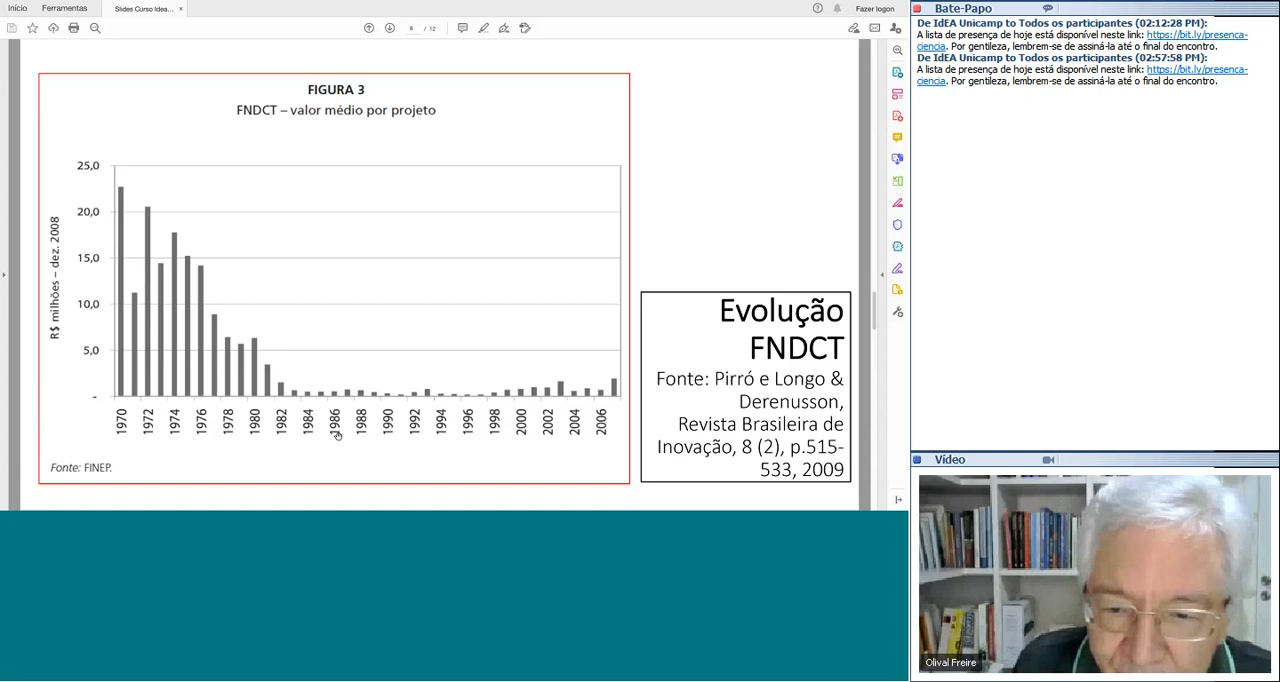 Início Ferramentas Slides Curso Idea... × Fazer logon
8 / 12
FIGURA 3
FNDCT – valor médio por projeto
R$ milhões – dez. 2008
25,0
20,0
15,0
10,0
5,0
-
1970 1972 1974 1976 1978 1980 1982 1984 1986 1988 1990 1992 1994 1996 1998 2000 2002 2004 2006
Fonte: FINEP.
Evolução
FNDCT
Fonte: Pirró e Longo &
Derenusson,
Revista Brasileira de
Inovação, 8 (2), p.515-
533, 2009
Bate-Papo
De IdEA Unicamp to Todos os participantes (02:12:28 PM):
A lista de presença de hoje está disponível neste link: https://bit.ly/presenca-
ciencia. Por gentileza, lembrem-se de assiná-la até o final do encontro.
De IdEA Unicamp to Todos os participantes (02:57:58 PM):
A lista de presença de hoje está disponível neste link: https://bit.ly/presenca-
ciencia. Por gentileza, lembrem-se de assiná-la até o final do encontro.
Vídeo
Olival Freire